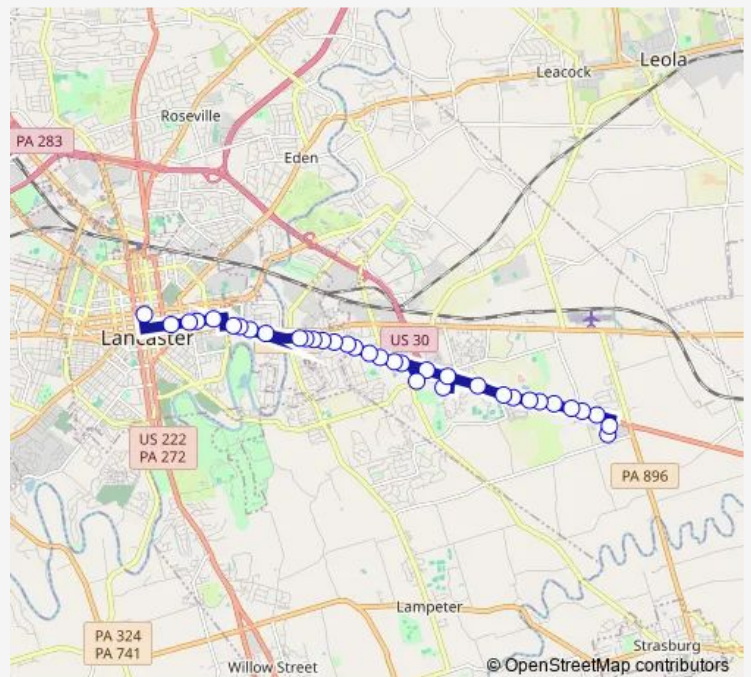 Leola
Leacock
Roseville
PA 283
Eden
Lancaster
US 30
US 222
PA 272
PA 896
Lampeter
PA 324
PA 741
Strasburg
Willow Street
© OpenStreetMap contributors